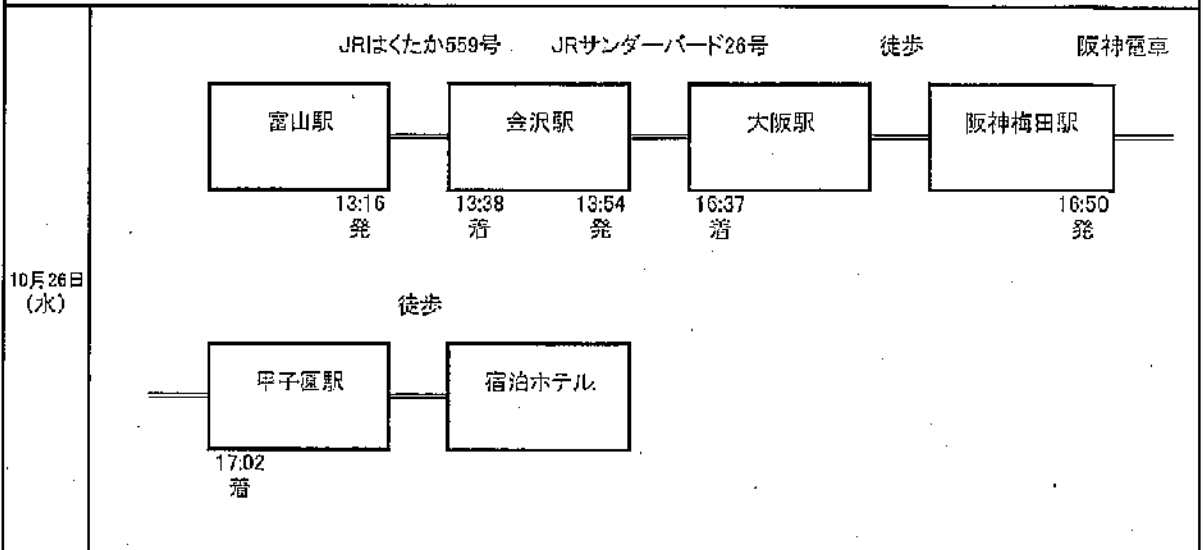 JRはくたか559号 JRサンダーバード26号 徒歩 阪神電車
富山駅 金沢駅 大阪駅 阪神梅田駅
13:16 13:38 13:54 16:37 16:50
発 着 発 着 発
10月26日
(水)
徒歩
甲子園駅 宿泊ホテル
17:02
着